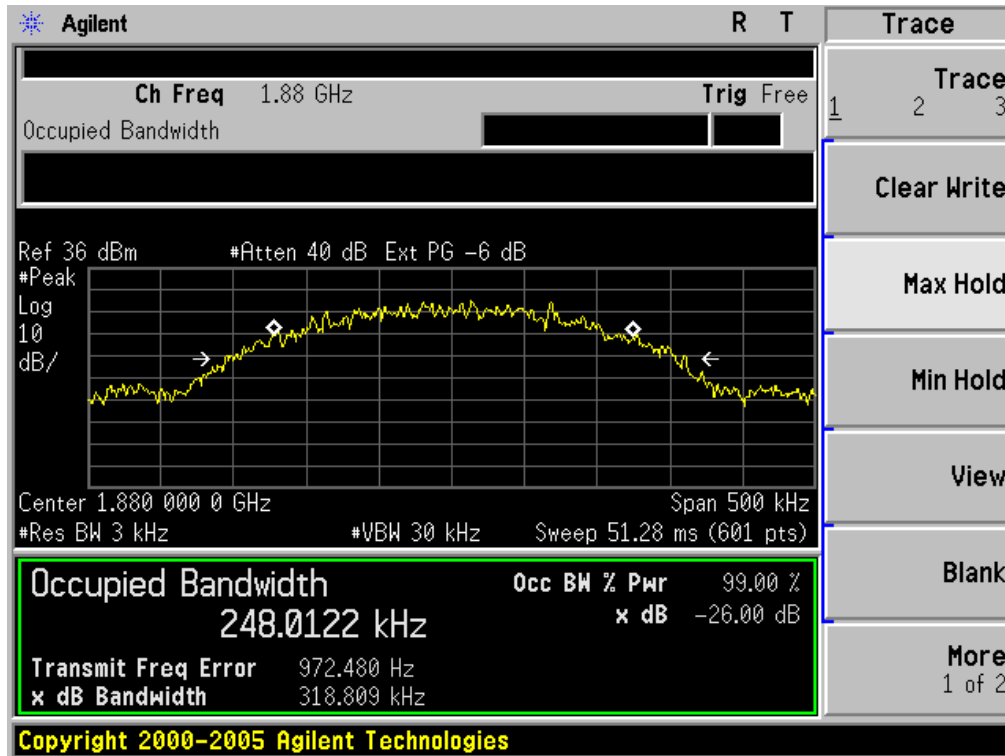 Agilent R T
Ch Freq 1.88 GHz Trig Free
Occupied Bandwidth
Ref 36 dBm #Atten 40 dB Ext PG -6 dB
#Peak
Log
10
dB/
Center 1.880 000 0 GHz Span 500 kHz
#Res BW 3 kHz #VBW 30 kHz Sweep 51.28 ms (601 pts)
Occupied Bandwidth Occ BW % Pwr 99.00 %
248.0122 kHz x dB -26.00 dB
Transmit Freq Error 972.480 Hz
x dB Bandwidth 318.809 kHz
Copyright 2000-2005 Agilent Technologies
Trace
Trace
1 2 3
Clear Write
Max Hold
Min Hold
View
Blank
More
1 of 2